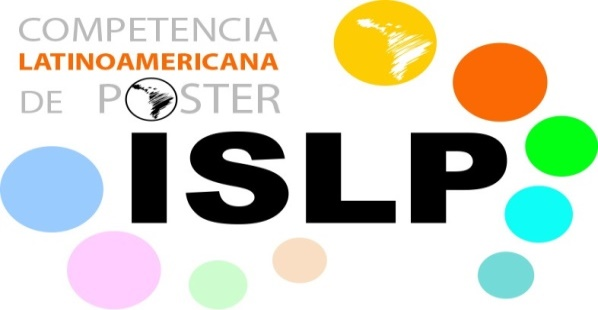 COMPETENCIA
LATINOAMERICANA
DE POSTER
ISLP